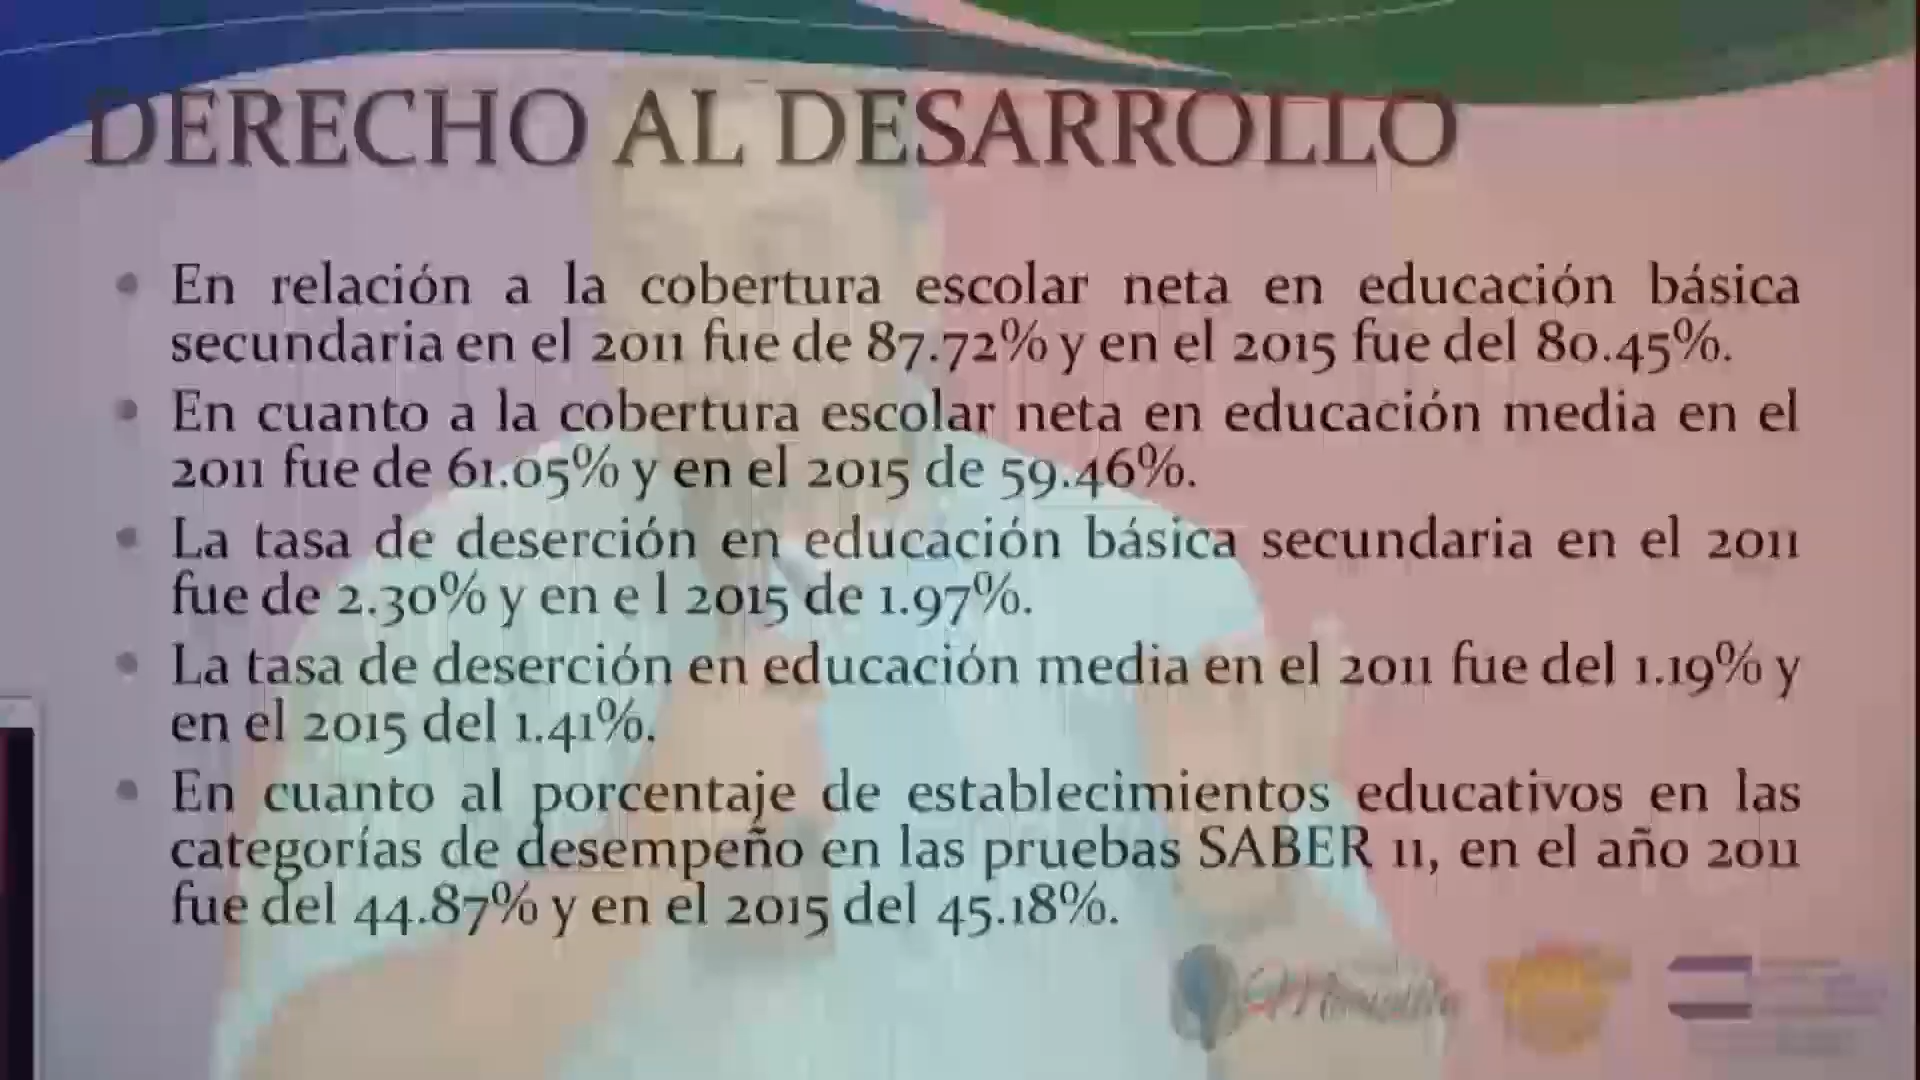 DERECHO AL DESARROLLO
En relación a la cobertura escolar neta en educación básica
secundaria en el 2011 fue de 87.72% y en el 2015 fue del 80.45%.
En cuanto a la cobertura escolar neta en educación media en el
2011 fue de 61.05% y en el 2015 de 59.46%.
La tasa de deserción en educación básica secundaria en el 2011
fue de 2.30% y en e l 2015 de 1.97%.
La tasa de deserción en educación media en el 2011 fue del 1.19% y
en el 2015 del 1.41%.
En cuanto al porcentaje de establecimientos educativos en las
categorías de desempeño en las pruebas SABER 11, en el año 2011
fue del 44.87% y en el 2015 del 45.18%.